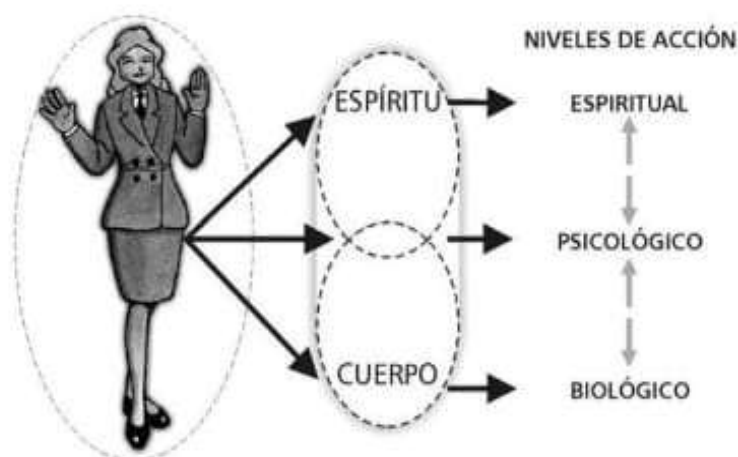 NIVELES DE ACCIÓN
ESPÍRITU
ESPIRITUAL
PSICOLÓGICO
CUERPO
BIOLÓGICO